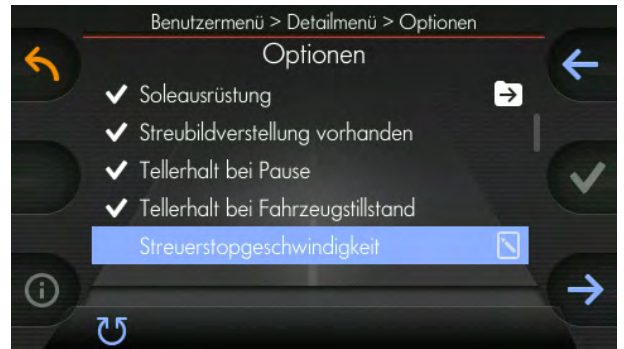 Benutzermenü > Detailmenü > Optionen
Optionen
Soleausrüstung
Streubildverstellung vorhanden
Tellerhalt bei Pause
Tellerhalt bei Fahrzeugstillstand
Streuerstopgeschwindigkeit